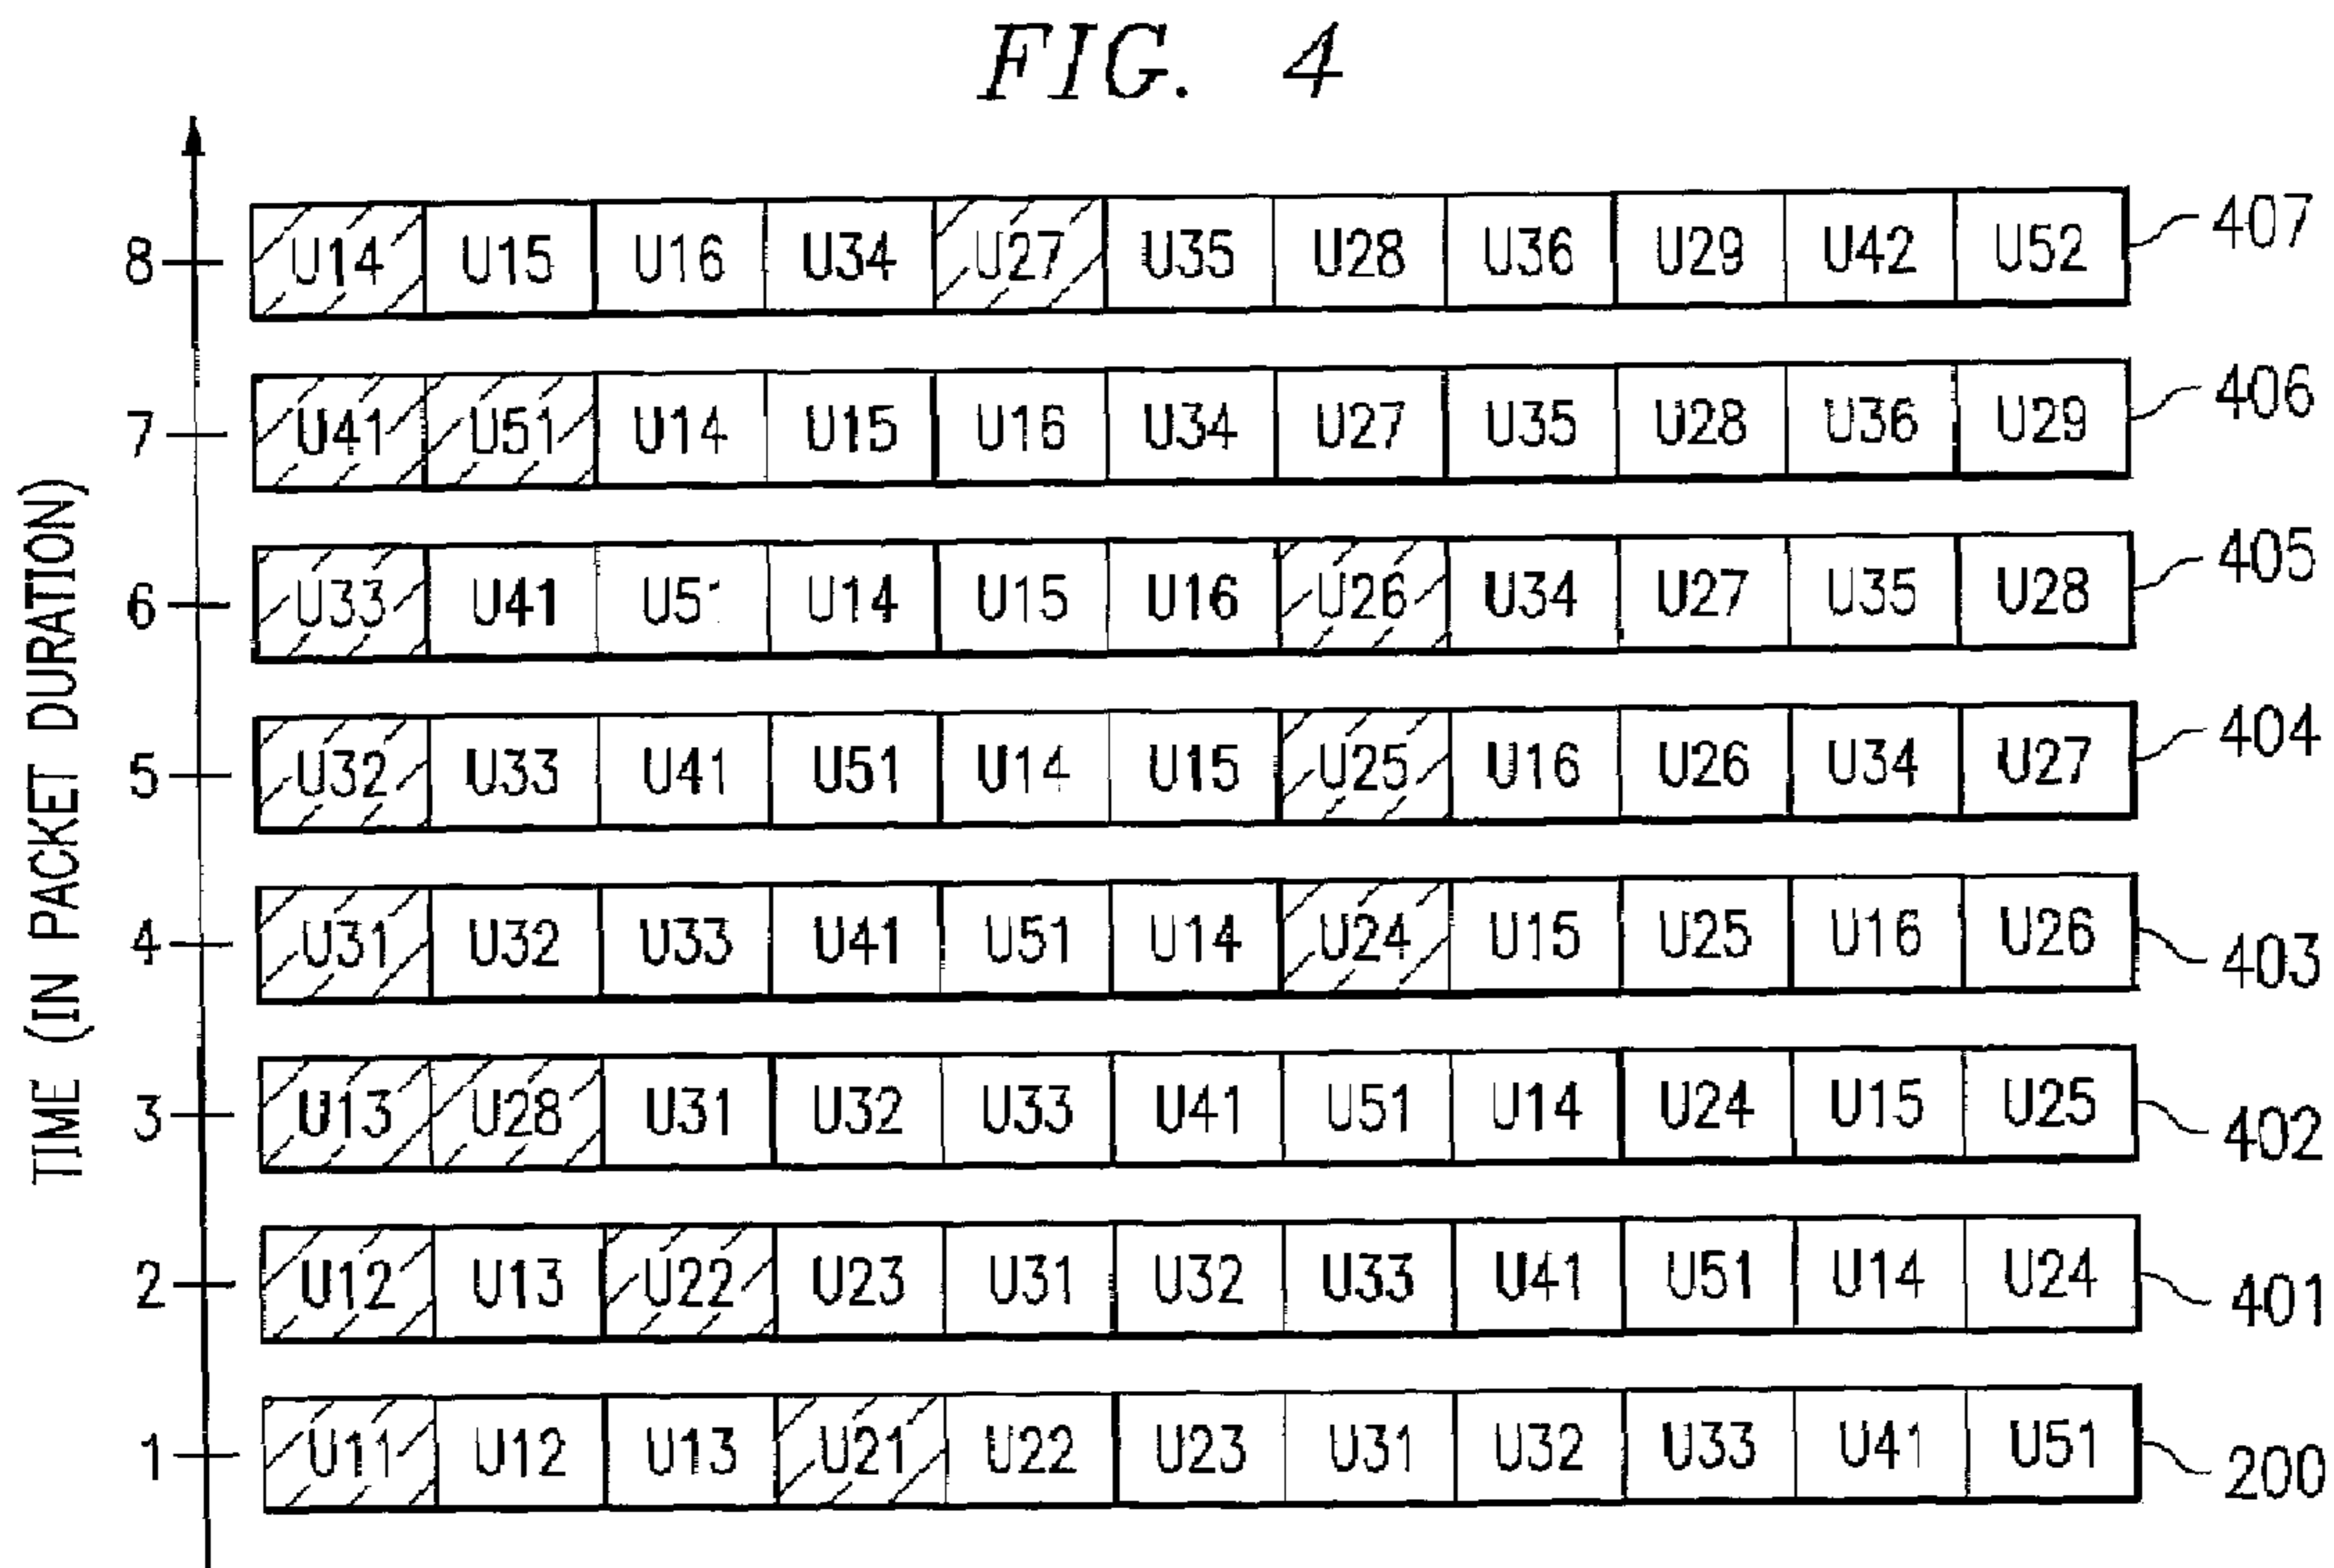 FIG. 4
8 U14 U15 U16 U34 U27 U35 U28 U36 U29 U42 U52 407
7 U41 U51 U14 U15 U16 U34 U27 U35 U28 U36 U29 406
6 U33 U41 U51 U14 U15 U16 U26 U34 U27 U35 U28 405
5 U32 U33 U41 U51 U14 U15 U25 U16 U26 U34 U27 404
4 U31 U32 U33 U41 U51 U14 U24 U15 U25 U16 U26 403
3 U13 U28 U31 U32 U33 U41 U51 U14 U24 U15 U25 402
2 U12 U13 U22 U23 U31 U32 U33 U41 U51 U14 U24 401
1 U11 U12 U13 U21 U22 U23 U31 U32 U33 U41 U51 200
TIME (IN PACKET DURATION)